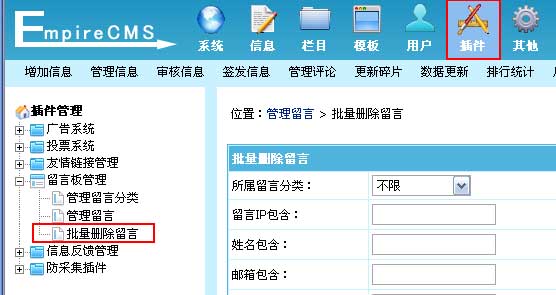 EmpireCMS
系统 信息 栏目 模板 用户 插件 其他
增加信息 管理信息 审核信息 签发信息 管理评论 更新碎片 数据更新 排行统计
插件管理
广告系统
投票系统
友情链接管理
留言板管理
管理留言分类
管理留言
批量删除留言
信息反馈管理
防采集插件
位置：管理留言 > 批量删除留言
批量删除留言
所属留言分类： 不限
留言IP包含：
姓名包含：
邮箱包含：